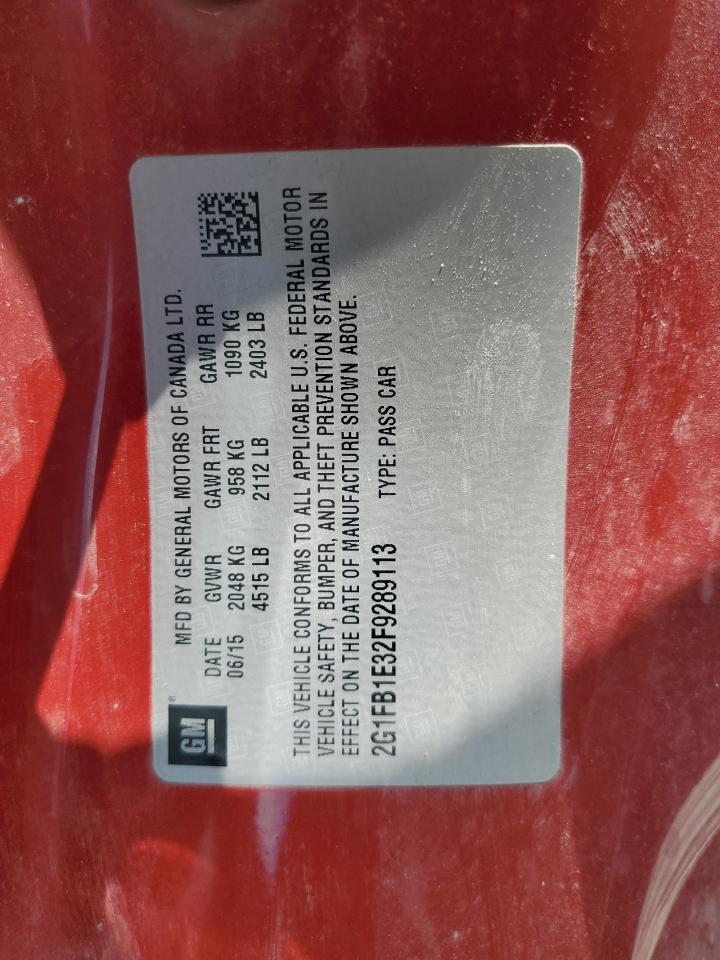 GM®
MFD BY GENERAL MOTORS OF CANADA LTD.
DATE GVWR GAWR FRT GAWR RR
06/15 2048 KG 958 KG 1090 KG
4515 LB 2112 LB 2403 LB
THIS VEHICLE CONFORMS TO ALL APPLICABLE U.S. FEDERAL MOTOR
VEHICLE SAFETY, BUMPER, AND THEFT PREVENTION STANDARDS IN
EFFECT ON THE DATE OF MANUFACTURE SHOWN ABOVE.
2G1FB1E32F9289113 TYPE: PASS CAR